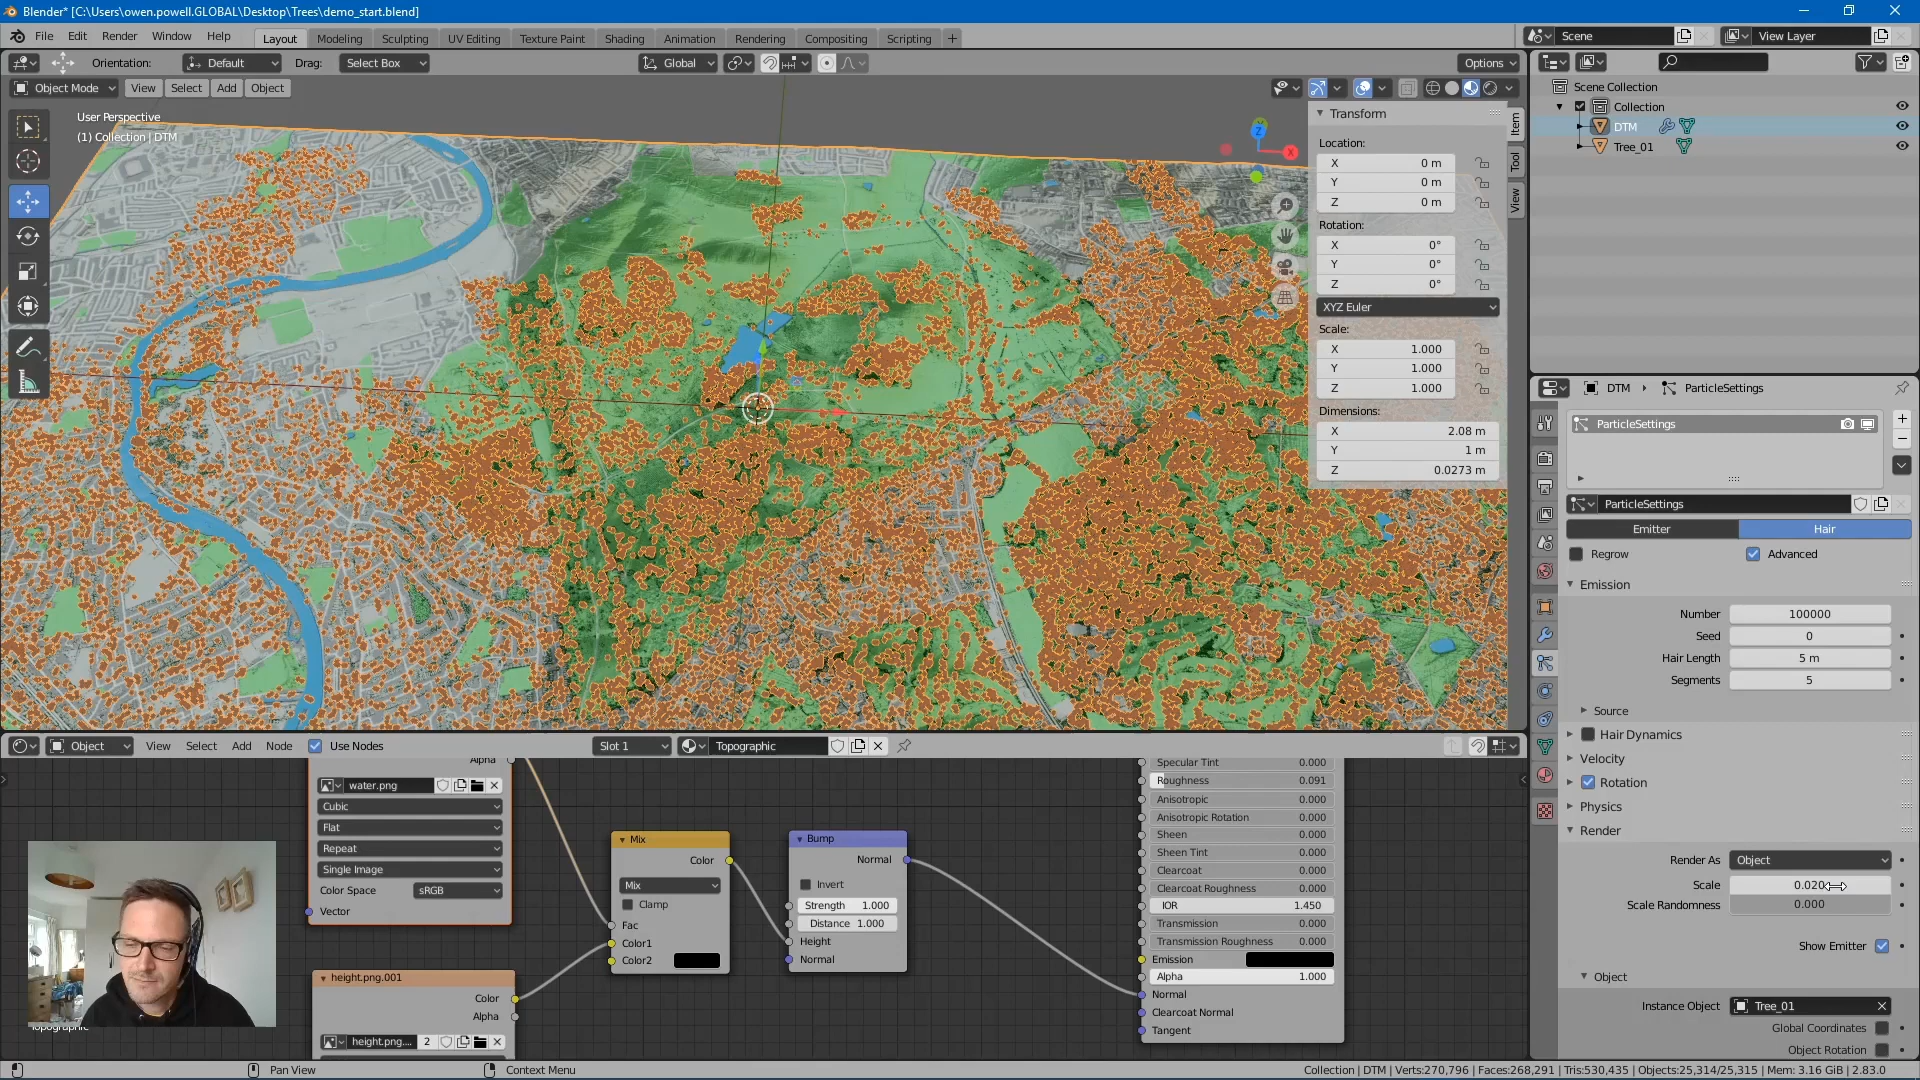 Blender* [C:\Users\owen.powell.GLOBAL\Desktop\Trees\demo_start.blend]
File Edit Render Window Help
Layout Modeling Sculpting UV Editing Texture Paint Shading Animation Rendering Compositing Scripting +
Scene
View Layer
Orientation: Default Drag: Select Box
Global
Options
Object Mode View Select Add Object
User Perspective
(1) Collection | DTM
Z
X
Transform
Location:
X 0 m
Y 0 m
Z 0 m
Rotation:
X 0°
Y 0°
Z 0°
XYZ Euler
Scale:
X 1.000
Y 1.000
Z 1.000
Dimensions:
X 2.08 m
Y 1 m
Z 0.0273 m
Item
Tool
View
Scene Collection
Collection
DTM
Tree_01
DTM ParticleSettings
ParticleSettings
ParticleSettings
Emitter Hair
Regrow Advanced
Emission
Number 100000
Seed 0
Hair Length 5 m
Segments 5
Source
Hair Dynamics
Velocity
Rotation
Physics
Render
Render As Object
Scale 0.020
Scale Randomness 0.000
Show Emitter
Object
Instance Object Tree_01
Global Coordinates
Object Rotation
Object View Select Add Node Use Nodes
Slot 1
Topographic
Alpha
water.png
Cubic
Flat
Repeat
Single Image
Color Space sRGB
Vector
height.png.001
Color
Alpha
height.png.... 2
Mix
Color
Mix
Clamp
Fac
Color1
Color2
Bump
Normal
Invert
Strength 1.000
Distance 1.000
Height
Normal
Specular Tint 0.000
Roughness 0.091
Anisotropic 0.000
Anisotropic Rotation 0.000
Sheen 0.000
Sheen Tint 0.000
Clearcoat 0.000
Clearcoat Roughness 0.000
IOR 1.450
Transmission 0.000
Transmission Roughness 0.000
Emission
Alpha 1.000
Normal
Clearcoat Normal
Tangent
Topographic
Pan View
Context Menu
Collection | DTM | Verts:270,796 | Faces:268,291 | Tris:530,435 | Objects:25,314/25,315 | Mem: 3.16 GiB | 2.83.0